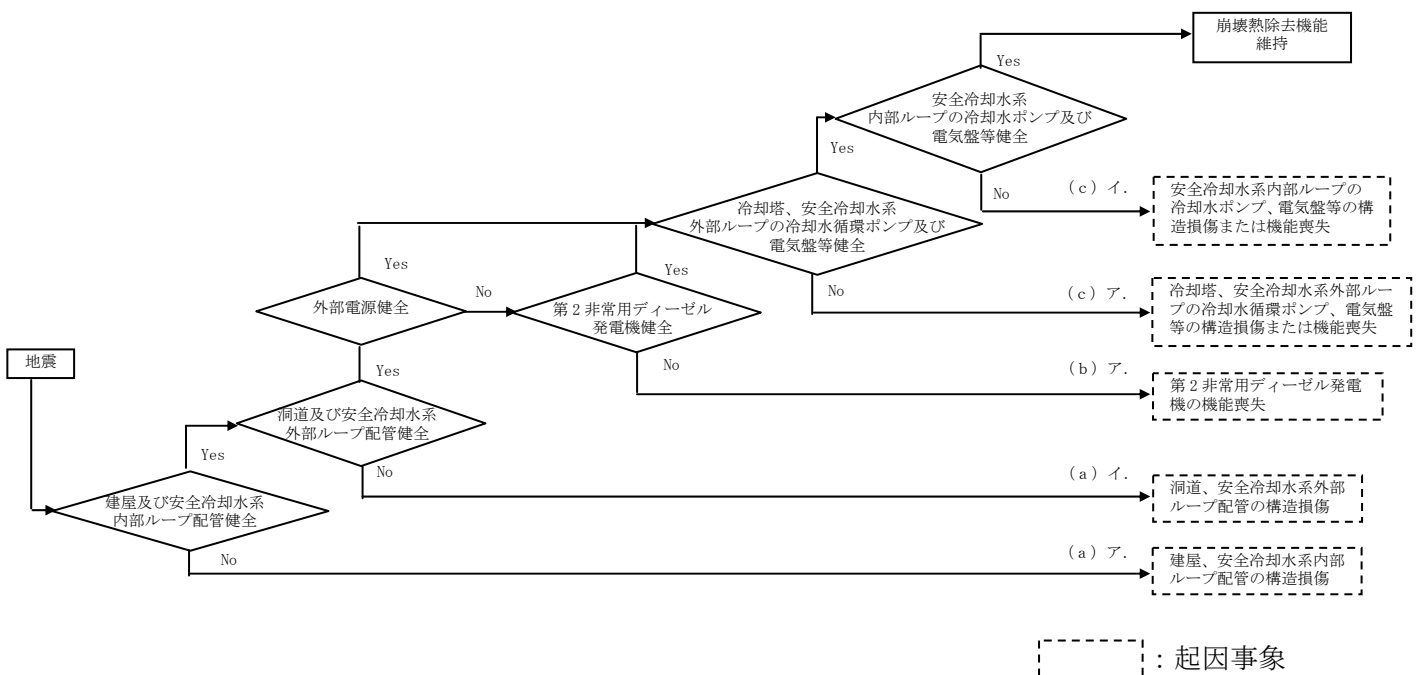 崩壊熱除去機能
維持
Yes
安全冷却水系
内部ループの冷却水ポンプ及び
電気盤等健全
Yes
No
(c)イ.
安全冷却水系内部ループの
冷却水ポンプ、電気盤等の構
造損傷または機能喪失
冷却塔、安全冷却水系
外部ループの冷却水循環ポンプ及び
電気盤等健全
Yes
Yes
No
(c)ア.
冷却塔、安全冷却水系外部ルー
プの冷却水循環ポンプ、電気盤
等の構造損傷または機能喪失
外部電源健全
No
第2非常用ディーゼル
発電機健全
No
(b)ア.
第2非常用ディーゼル発電
機の機能喪失
地震
Yes
洞道及び安全冷却水系
外部ループ配管健全
Yes
No
(a)イ.
洞道、安全冷却水系外部
ループ配管の構造損傷
建屋及び安全冷却水系
内部ループ配管健全
No
(a)ア.
建屋、安全冷却水系内部
ループ配管の構造損傷
:起因事象